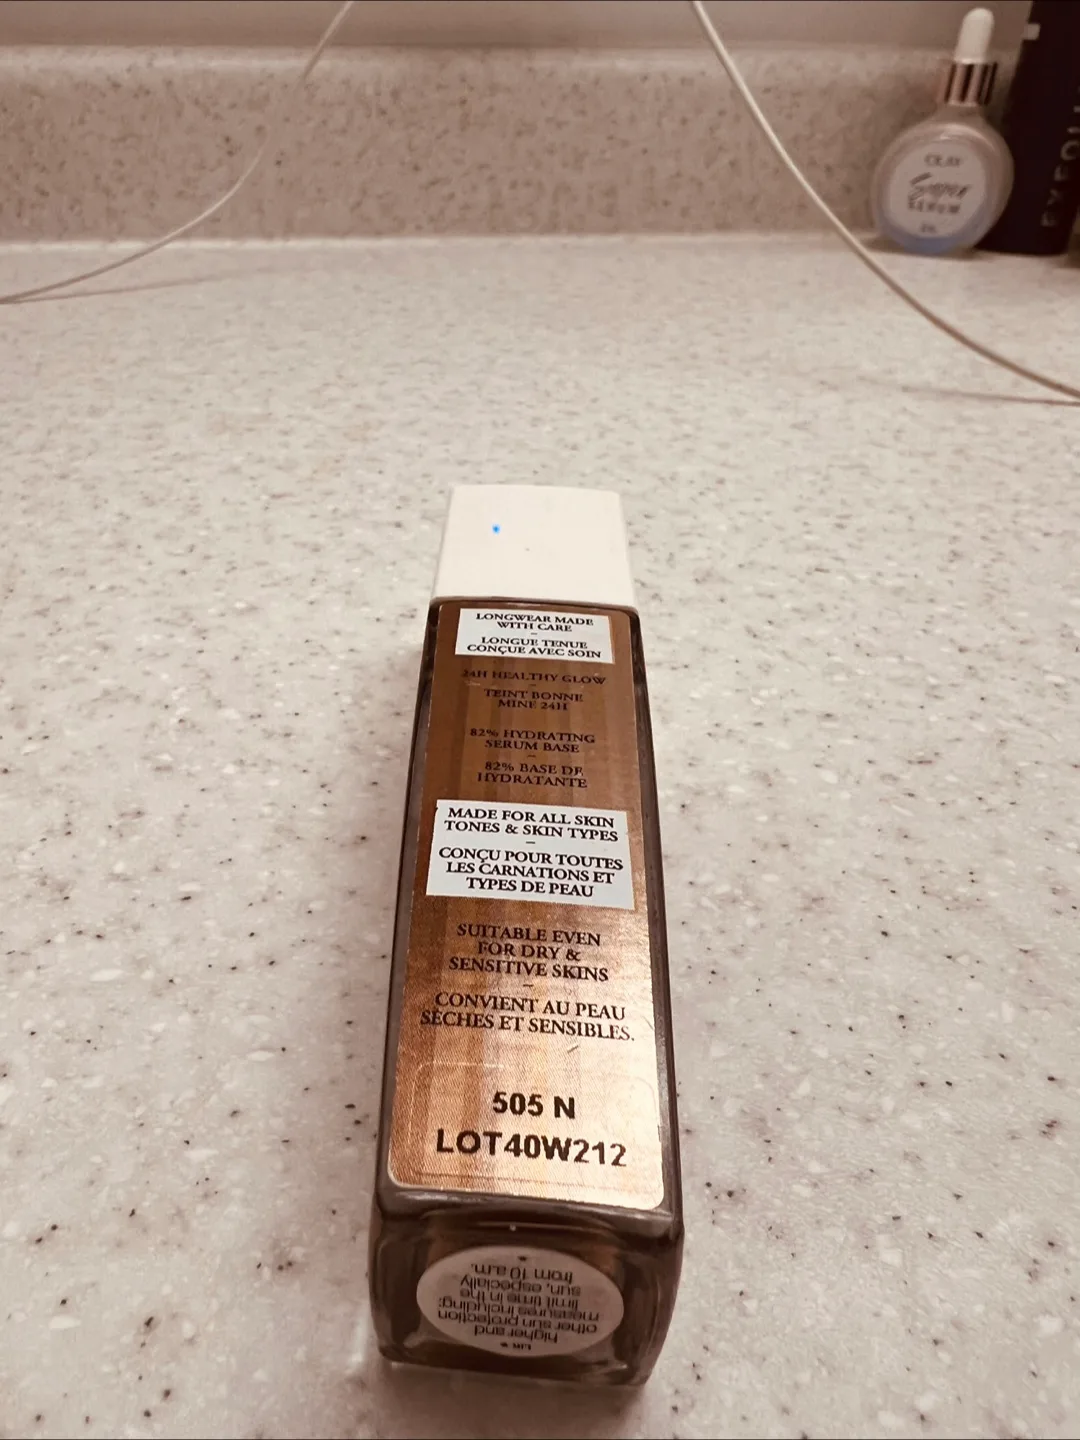 OLAY
Super
SERUM
LONGWEAR MADE
WITH CARE
–
LONGUE TENUE
CONÇUE AVEC SOIN
24H HEALTHY GLOW
–
TEINT BONNE
MINE 24H
82% HYDRATING
SERUM BASE
–
82% BASE DE
HYDRATANTE
MADE FOR ALL SKIN
TONES & SKIN TYPES
–
CONÇU POUR TOUTES
LES CARNATIONS ET
TYPES DE PEAU
SUITABLE EVEN
FOR DRY &
SENSITIVE SKINS
–
CONVIENT AU PEAU
SÈCHES ET SENSIBLES.
505 N
LOT40W212
higher and
other sun protection
measures including:
limit time in the
sun, especially
from 10 a.m.